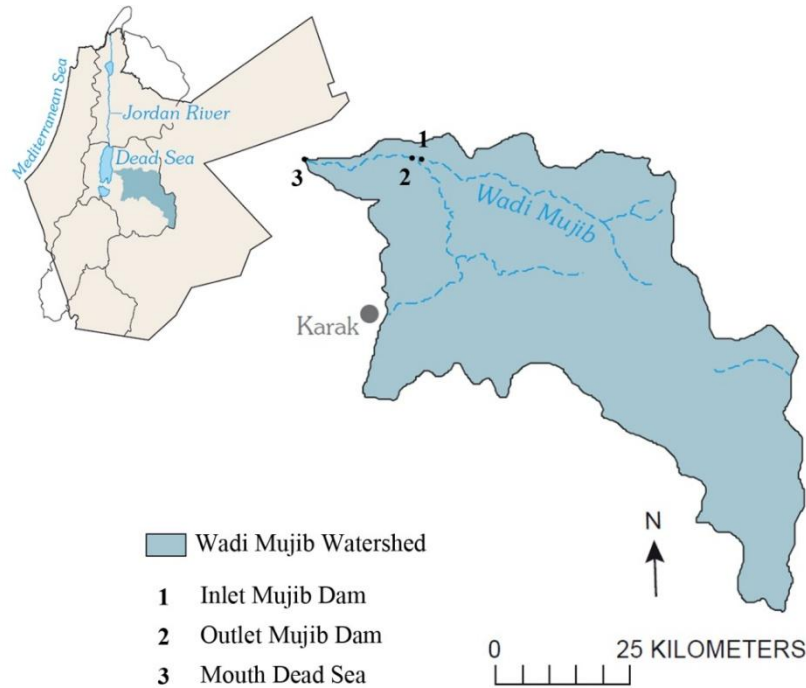 Mediterranean Sea
Jordan River
Dead Sea
1
2
3
Wadi Mujib
Karak
Wadi Mujib Watershed
1 Inlet Mujib Dam
2 Outlet Mujib Dam
3 Mouth Dead Sea
N
0 25 KILOMETERS